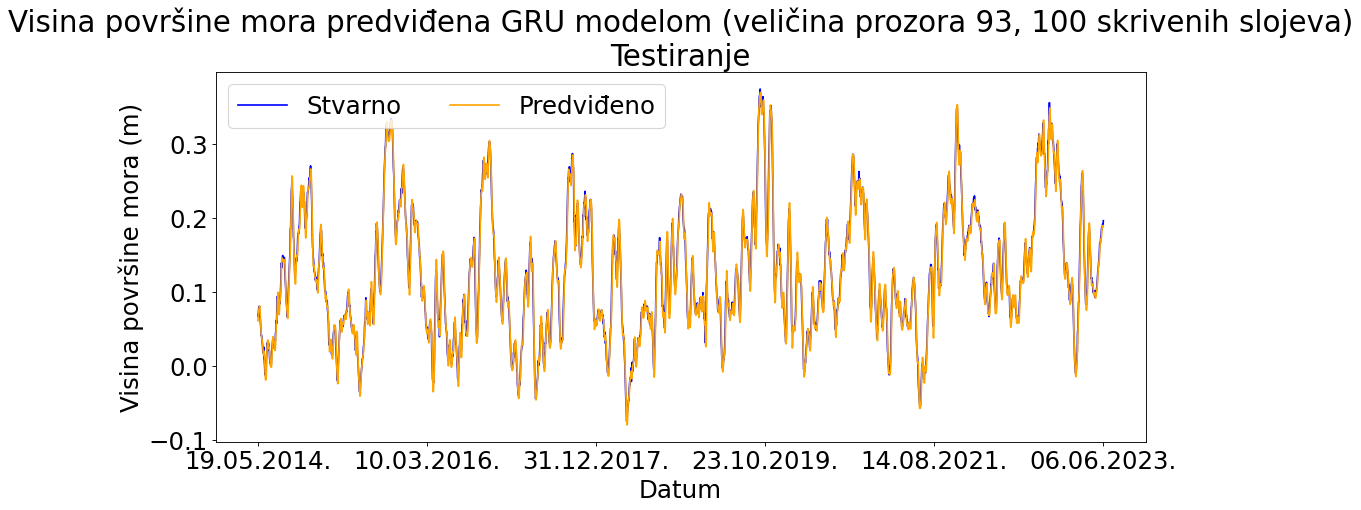 Visina površine mora predviđena GRU modelom (veličina prozora 93, 100 skrivenih slojeva)
Testiranje
Stvarno
Predviđeno
Visina površine mora (m)
0.3
0.2
0.1
0.0
−0.1
19.05.2014.
10.03.2016.
31.12.2017.
23.10.2019.
14.08.2021.
06.06.2023.
Datum